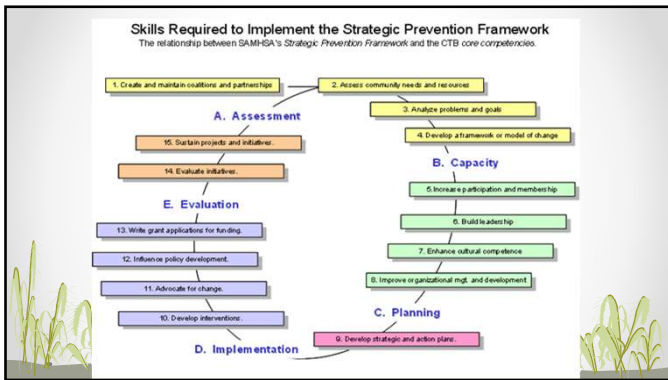 Skills Required to Implement the Strategic Prevention Framework
The relationship between SAMHSA's Strategic Prevention Framework and the CTB core competencies.
1. Create and maintain coalitions and partnerships
2. Assess community needs and resources
3. Analyze problems and goals
4. Develop a framework or model of change
A. Assessment
B. Capacity
5. Increase participation and membership
6. Build leadership
7. Enhance cultural competence
8. Improve organizational mgt. and development
C. Planning
9. Develop strategic and action plans.
D. Implementation
10. Develop interventions.
11. Advocate for change.
12. Influence policy development.
13. Write grant applications for funding.
E. Evaluation
14. Evaluate initiatives.
15. Sustain projects and initiatives.